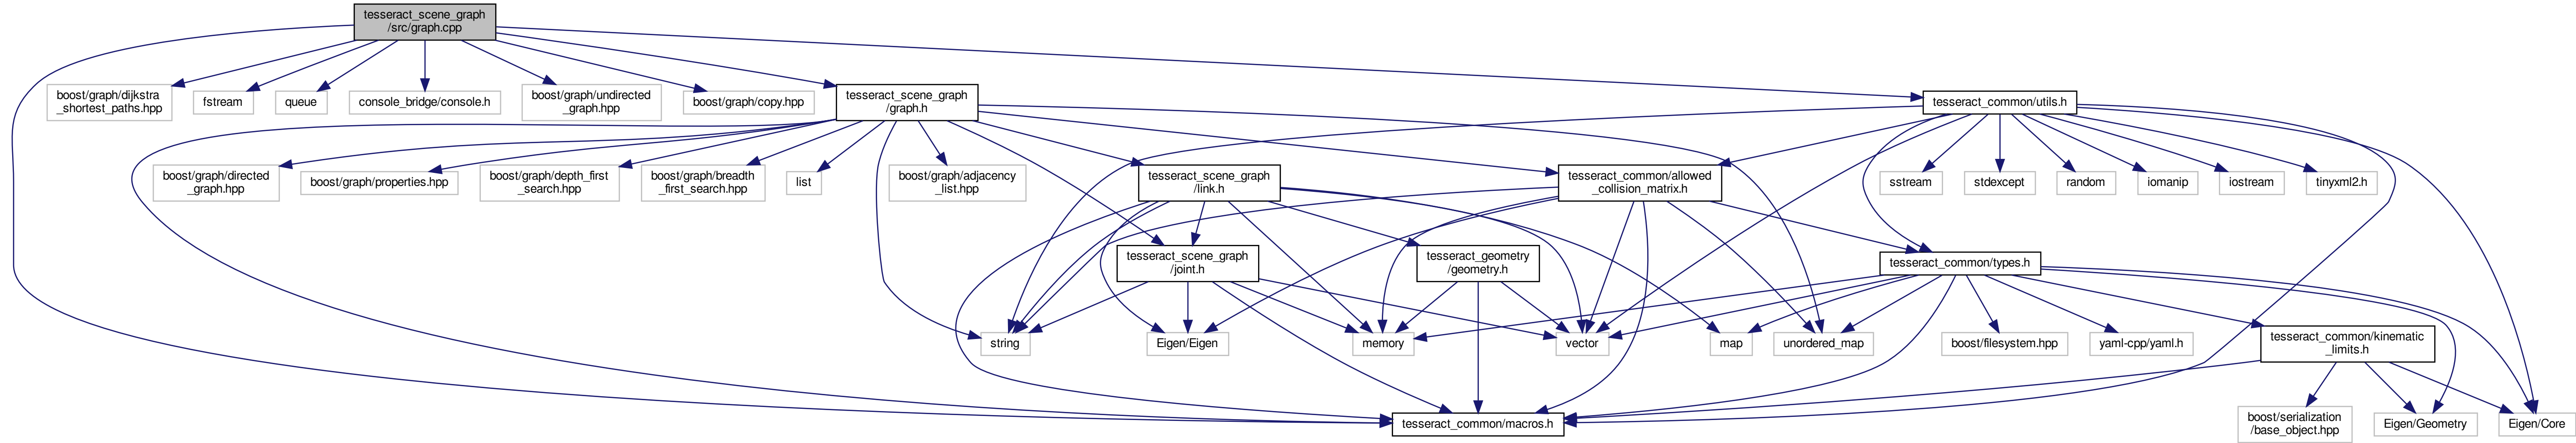 tesseract_scene_graph
/src/graph.cpp
boost/graph/dijkstra
_shortest_paths.hpp
fstream
queue
console_bridge/console.h
boost/graph/undirected
_graph.hpp
boost/graph/copy.hpp
tesseract_scene_graph
/graph.h
tesseract_common/utils.h
boost/graph/directed
_graph.hpp
boost/graph/properties.hpp
boost/graph/depth_first
_search.hpp
boost/graph/breadth
_first_search.hpp
list
boost/graph/adjacency
_list.hpp
tesseract_scene_graph
/link.h
tesseract_common/allowed
_collision_matrix.h
sstream
stdexcept
random
iomanip
iostream
tinyxml2.h
tesseract_scene_graph
/joint.h
tesseract_geometry
/geometry.h
tesseract_common/types.h
string
Eigen/Eigen
memory
vector
map
unordered_map
boost/filesystem.hpp
yaml-cpp/yaml.h
tesseract_common/kinematic
_limits.h
tesseract_common/macros.h
boost/serialization
/base_object.hpp
Eigen/Geometry
Eigen/Core